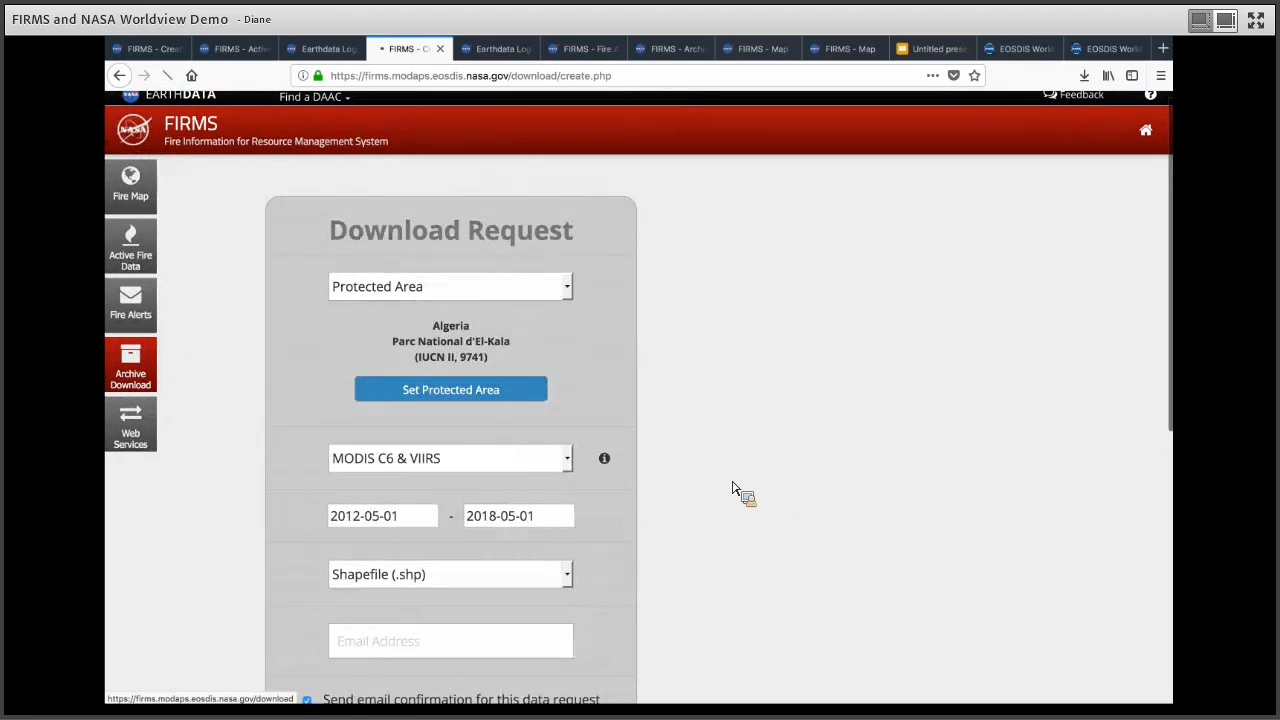 FIRMS and NASA Worldview Demo - Diane
FIRMS - Creat
FIRMS - Activ
Earthdata Log
FIRMS - Cr
Earthdata Log
FIRMS - Fire A
FIRMS - Archi
FIRMS - Map
FIRMS - Map
Untitled prese
EOSDIS World
EOSDIS World
https://firms.modaps.eosdis.nasa.gov/download/create.php
EARTHDATA
Find a DAAC
Feedback
NASA
FIRMS
Fire Information for Resource Management System
Fire Map
Active Fire
Data
Fire Alerts
Archive
Download
Web
Services
Download Request
Protected Area
Algeria
Parc National d'El-Kala
(IUCN II, 9741)
Set Protected Area
MODIS C6 & VIIRS
2012-05-01 - 2018-05-01
Shapefile (.shp)
Email Address
Send email confirmation for this data request
https://firms.modaps.eosdis.nasa.gov/download